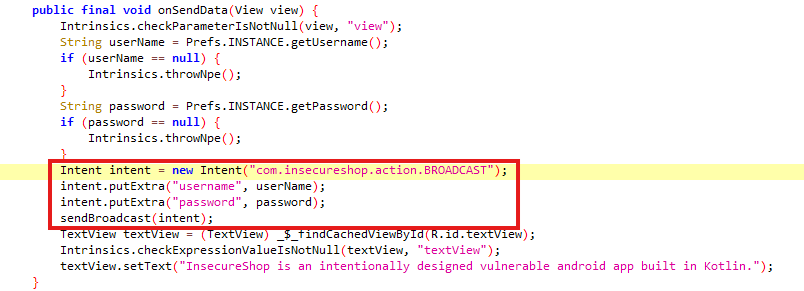 public final void onSendData(View view) {
Intrinsics.checkParameterIsNotNull(view, "view");
String userName = Prefs.INSTANCE.getUsername();
if (userName == null) {
Intrinsics.throwNpe();
}
String password = Prefs.INSTANCE.getPassword();
if (password == null) {
Intrinsics.throwNpe();
}
Intent intent = new Intent("com.insecureshop.action.BROADCAST");
intent.putExtra("username", userName);
intent.putExtra("password", password);
sendBroadcast(intent);
TextView textView = (TextView) _$_findCachedViewById(R.id.textView);
Intrinsics.checkExpressionValueIsNotNull(textView, "textView");
textView.setText("InsecureShop is an intentionally designed vulnerable android app built in Kotlin.");
}